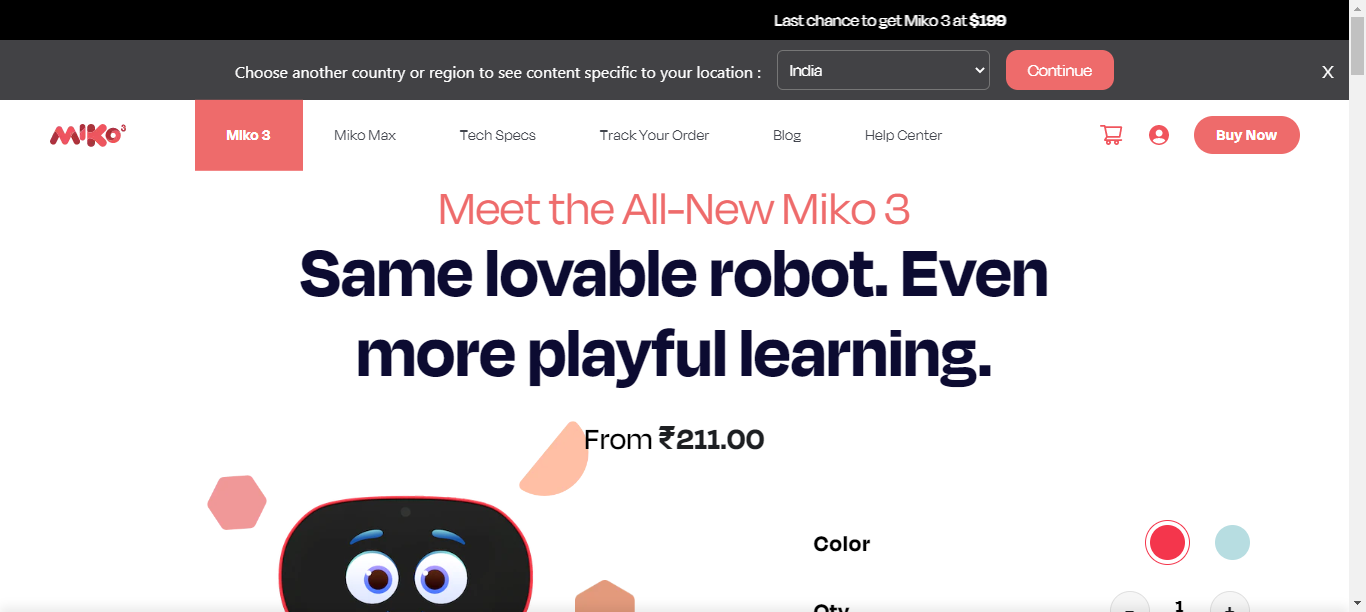 Last chance to get Miko 3 at $199
Choose another country or region to see content specific to your location :
India
Continue
X
MIKO3
Miko 3
Miko Max
Tech Specs
Track Your Order
Blog
Help Center
Buy Now
Meet the All-New Miko 3
Same lovable robot. Even
more playful learning.
From ₹211.00
Color
Qty
- 1 +